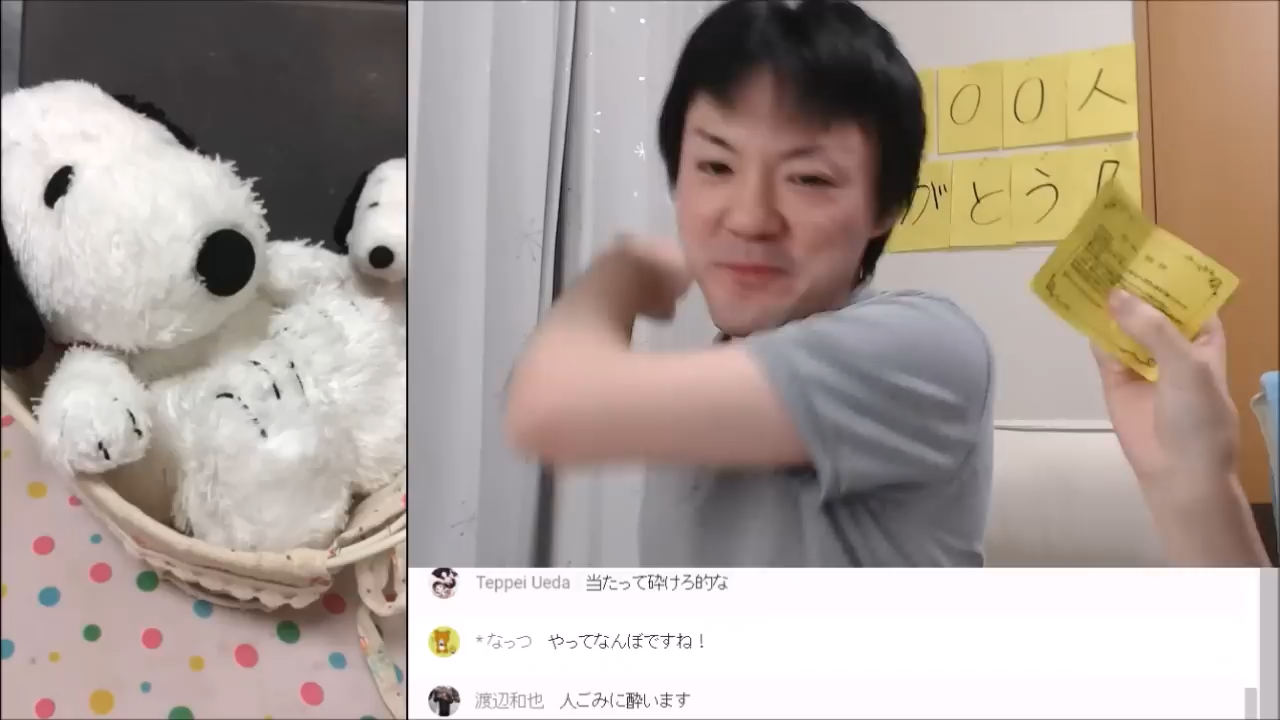 ００人
がとう
Teppei Ueda 当たって砕けろ的な
*なっつ やってなんぼですね！
渡辺和也 人ごみに酔います